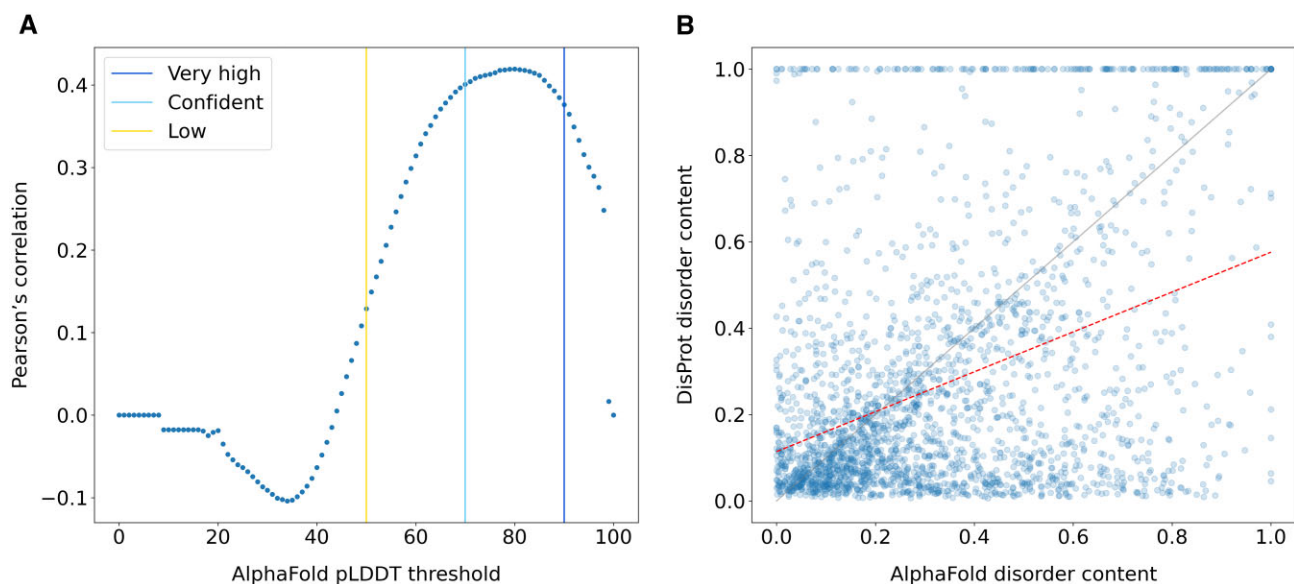 A
Very high
Confident
Low
Pearson's correlation
0.4
0.3
0.2
0.1
0.0
−0.1
0
20
40
60
80
100
AlphaFold pLDDT threshold
B
DisProt disorder content
1.0
0.8
0.6
0.4
0.2
0.0
0.0
0.2
0.4
0.6
0.8
1.0
AlphaFold disorder content